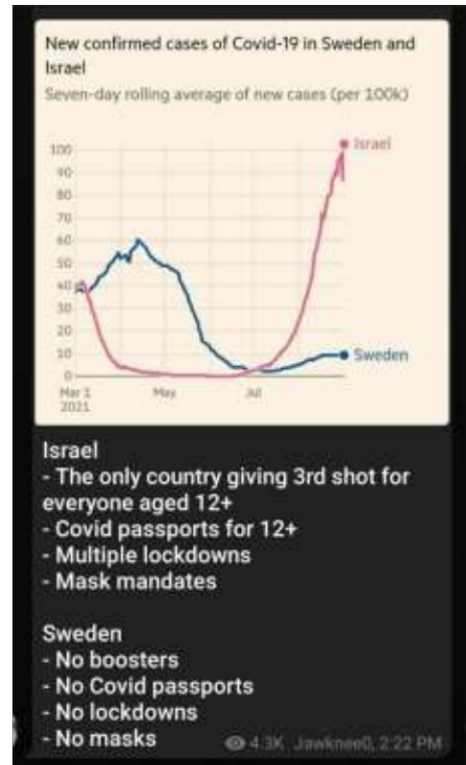 New confirmed cases of Covid-19 in Sweden and
Israel
Seven-day rolling average of new cases (per 100k)
100
90
80
70
60
50
40
30
20
10
0
Israel
Sweden
Mar 1
2021
May
Jul
Israel
- The only country giving 3rd shot for
everyone aged 12+
- Covid passports for 12+
- Multiple lockdowns
- Mask mandates
Sweden
- No boosters
- No Covid passports
- No lockdowns
- No masks
4.3K Jawknee0, 2:22 PM